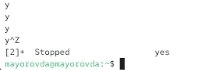 y
y
y
y^Z
[2]+  Stopped                 yes
mayorovda@mayorovda:~$